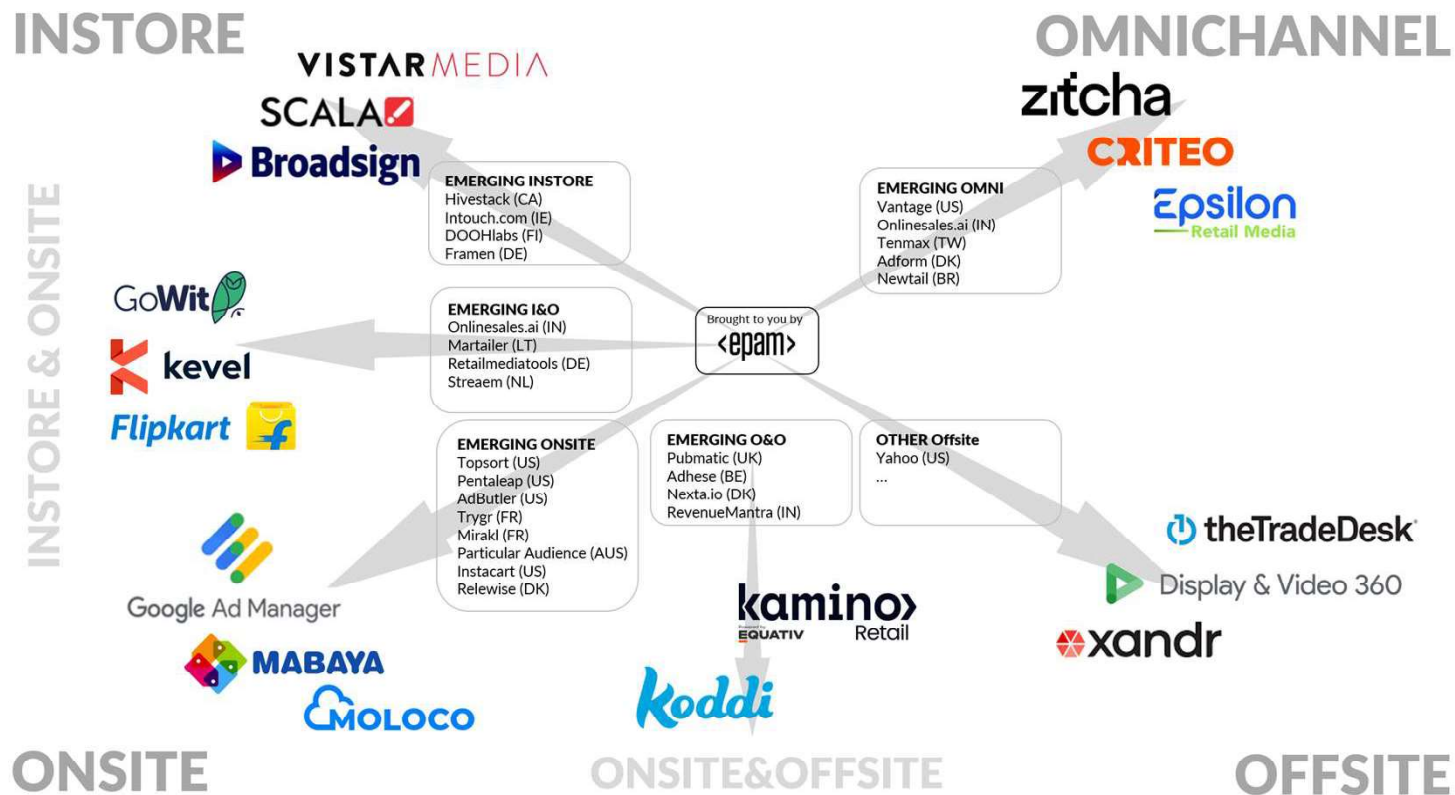 INSTORE
OMNICHANNEL
VISTARMEDIA
SCALA
Broadsign
zitcha
CRITEO
Epsilon
Retail Media
EMERGING INSTORE
Hivestack (CA)
Intouch.com (IE)
DOOHlabs (FI)
Framen (DE)
EMERGING OMNI
Vantage (US)
Onlinesales.ai (IN)
Tenmax (TW)
Adform (DK)
Newtail (BR)
INSTORE & ONSITE
GoWit
kevel
Flipkart
EMERGING I&O
Onlinesales.ai (IN)
Martailer (LT)
Retailmediatools (DE)
Streaem (NL)
Brought to you by
<epam>
EMERGING ONSITE
Topsort (US)
Pentaleap (US)
AdButler (US)
Trygr (FR)
Mirakl (FR)
Particular Audience (AUS)
Instacart (US)
Relewise (DK)
EMERGING O&O
Pubmatic (UK)
Adhese (BE)
Nexta.io (DK)
RevenueMantra (IN)
OTHER Offsite
Yahoo (US)
...
Google Ad Manager
MABAYA
MOLOCO
kamino
Retail
EQUATIV
koddi
theTradeDesk
Display & Video 360
xandr
ONSITE
ONSITE&OFFSITE
OFFSITE